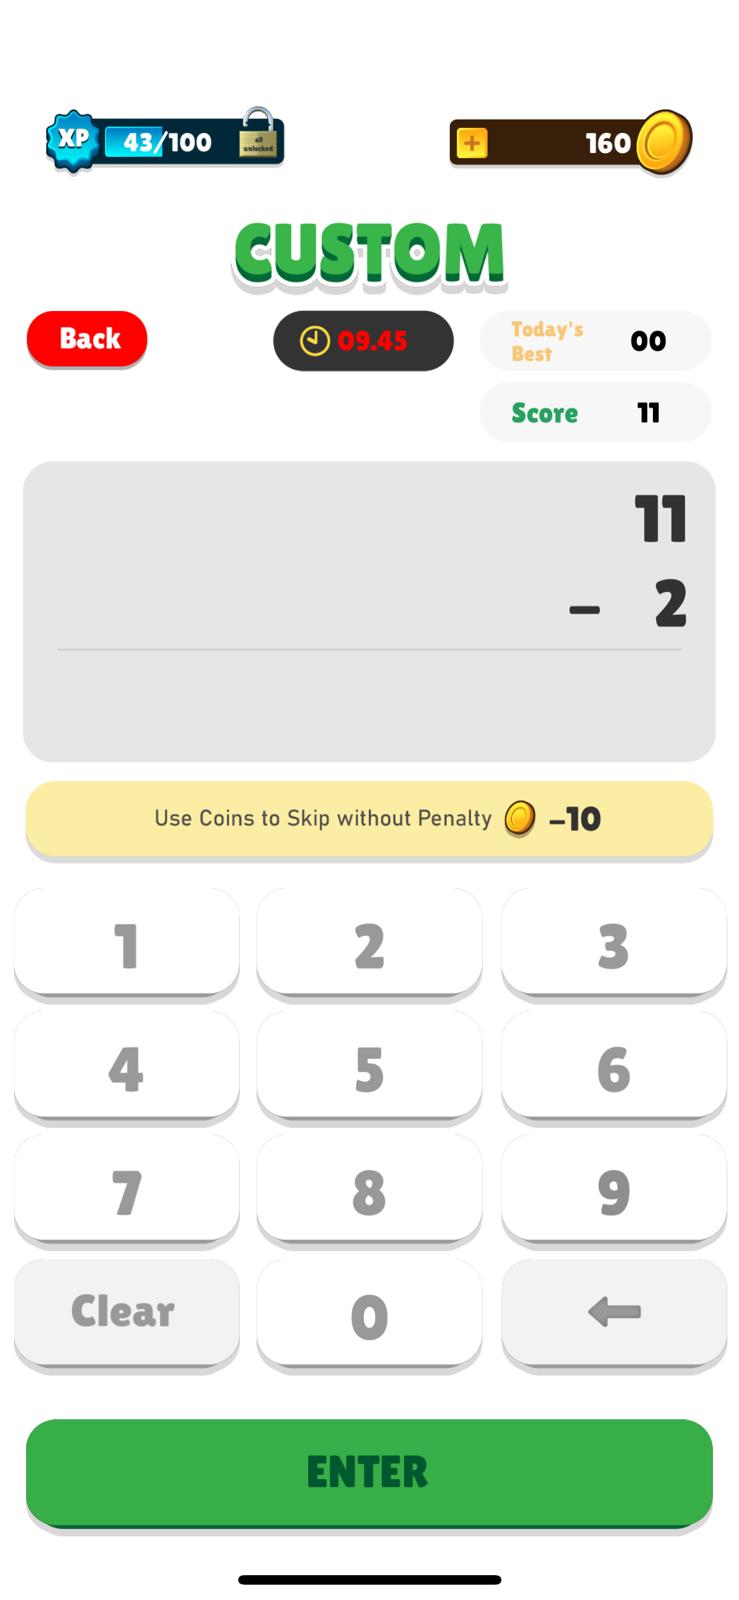 XP 43/100 all
unlocked
+ 160
CUSTOM
Back
09.45
Today's
Best 00
Score 11
11
– 2
Use Coins to Skip without Penalty –10
1 2 3
4 5 6
7 8 9
Clear 0 ←
ENTER